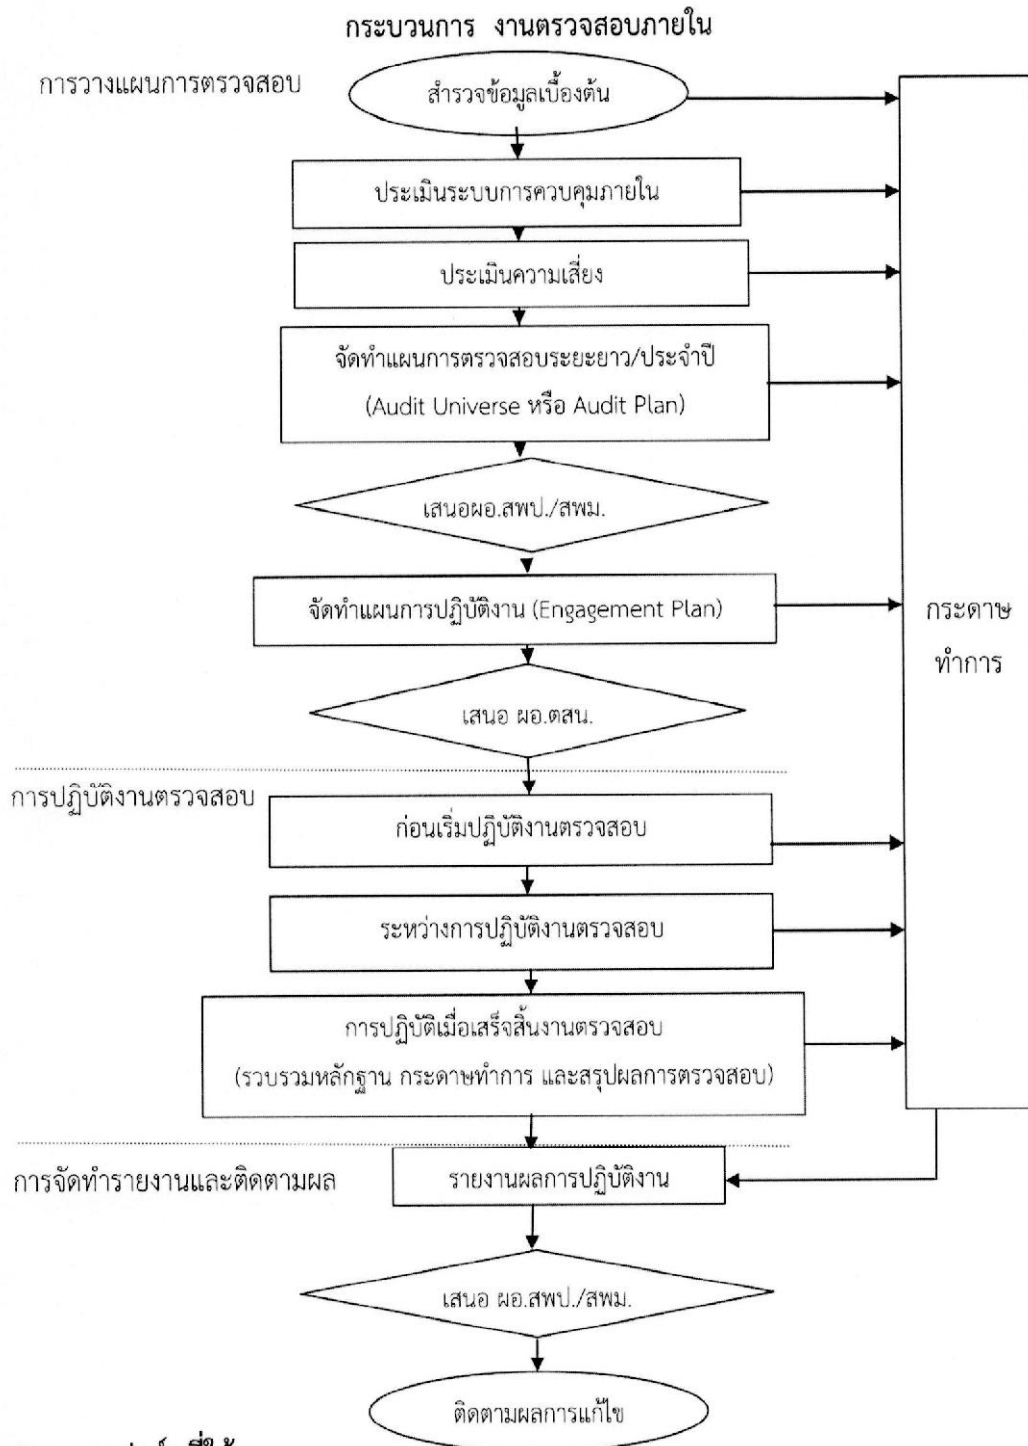 กระบวนการ งานตรวจสอบภายใน
การวางแผนการตรวจสอบ
สำรวจข้อมูลเบื้องต้น
ประเมินระบบการควบคุมภายใน
ประเมินความเสี่ยง
จัดทำแผนการตรวจสอบระยะยาว/ประจำปี
(Audit Universe หรือ Audit Plan)
เสนอผอ.สพป./สพม.
จัดทำแผนการปฏิบัติงาน (Engagement Plan)
กระดาษ
ทำการ
เสนอ ผอ.ตสน.
การปฏิบัติงานตรวจสอบ
ก่อนเริ่มปฏิบัติงานตรวจสอบ
ระหว่างการปฏิบัติงานตรวจสอบ
การปฏิบัติเมื่อเสร็จสิ้นงานตรวจสอบ
(รวบรวมหลักฐาน กระดาษทำการ และสรุปผลการตรวจสอบ)
การจัดทำรายงานและติดตามผล
รายงานผลการปฏิบัติงาน
เสนอ ผอ.สพป./สพม.
ติดตามผลการแก้ไข